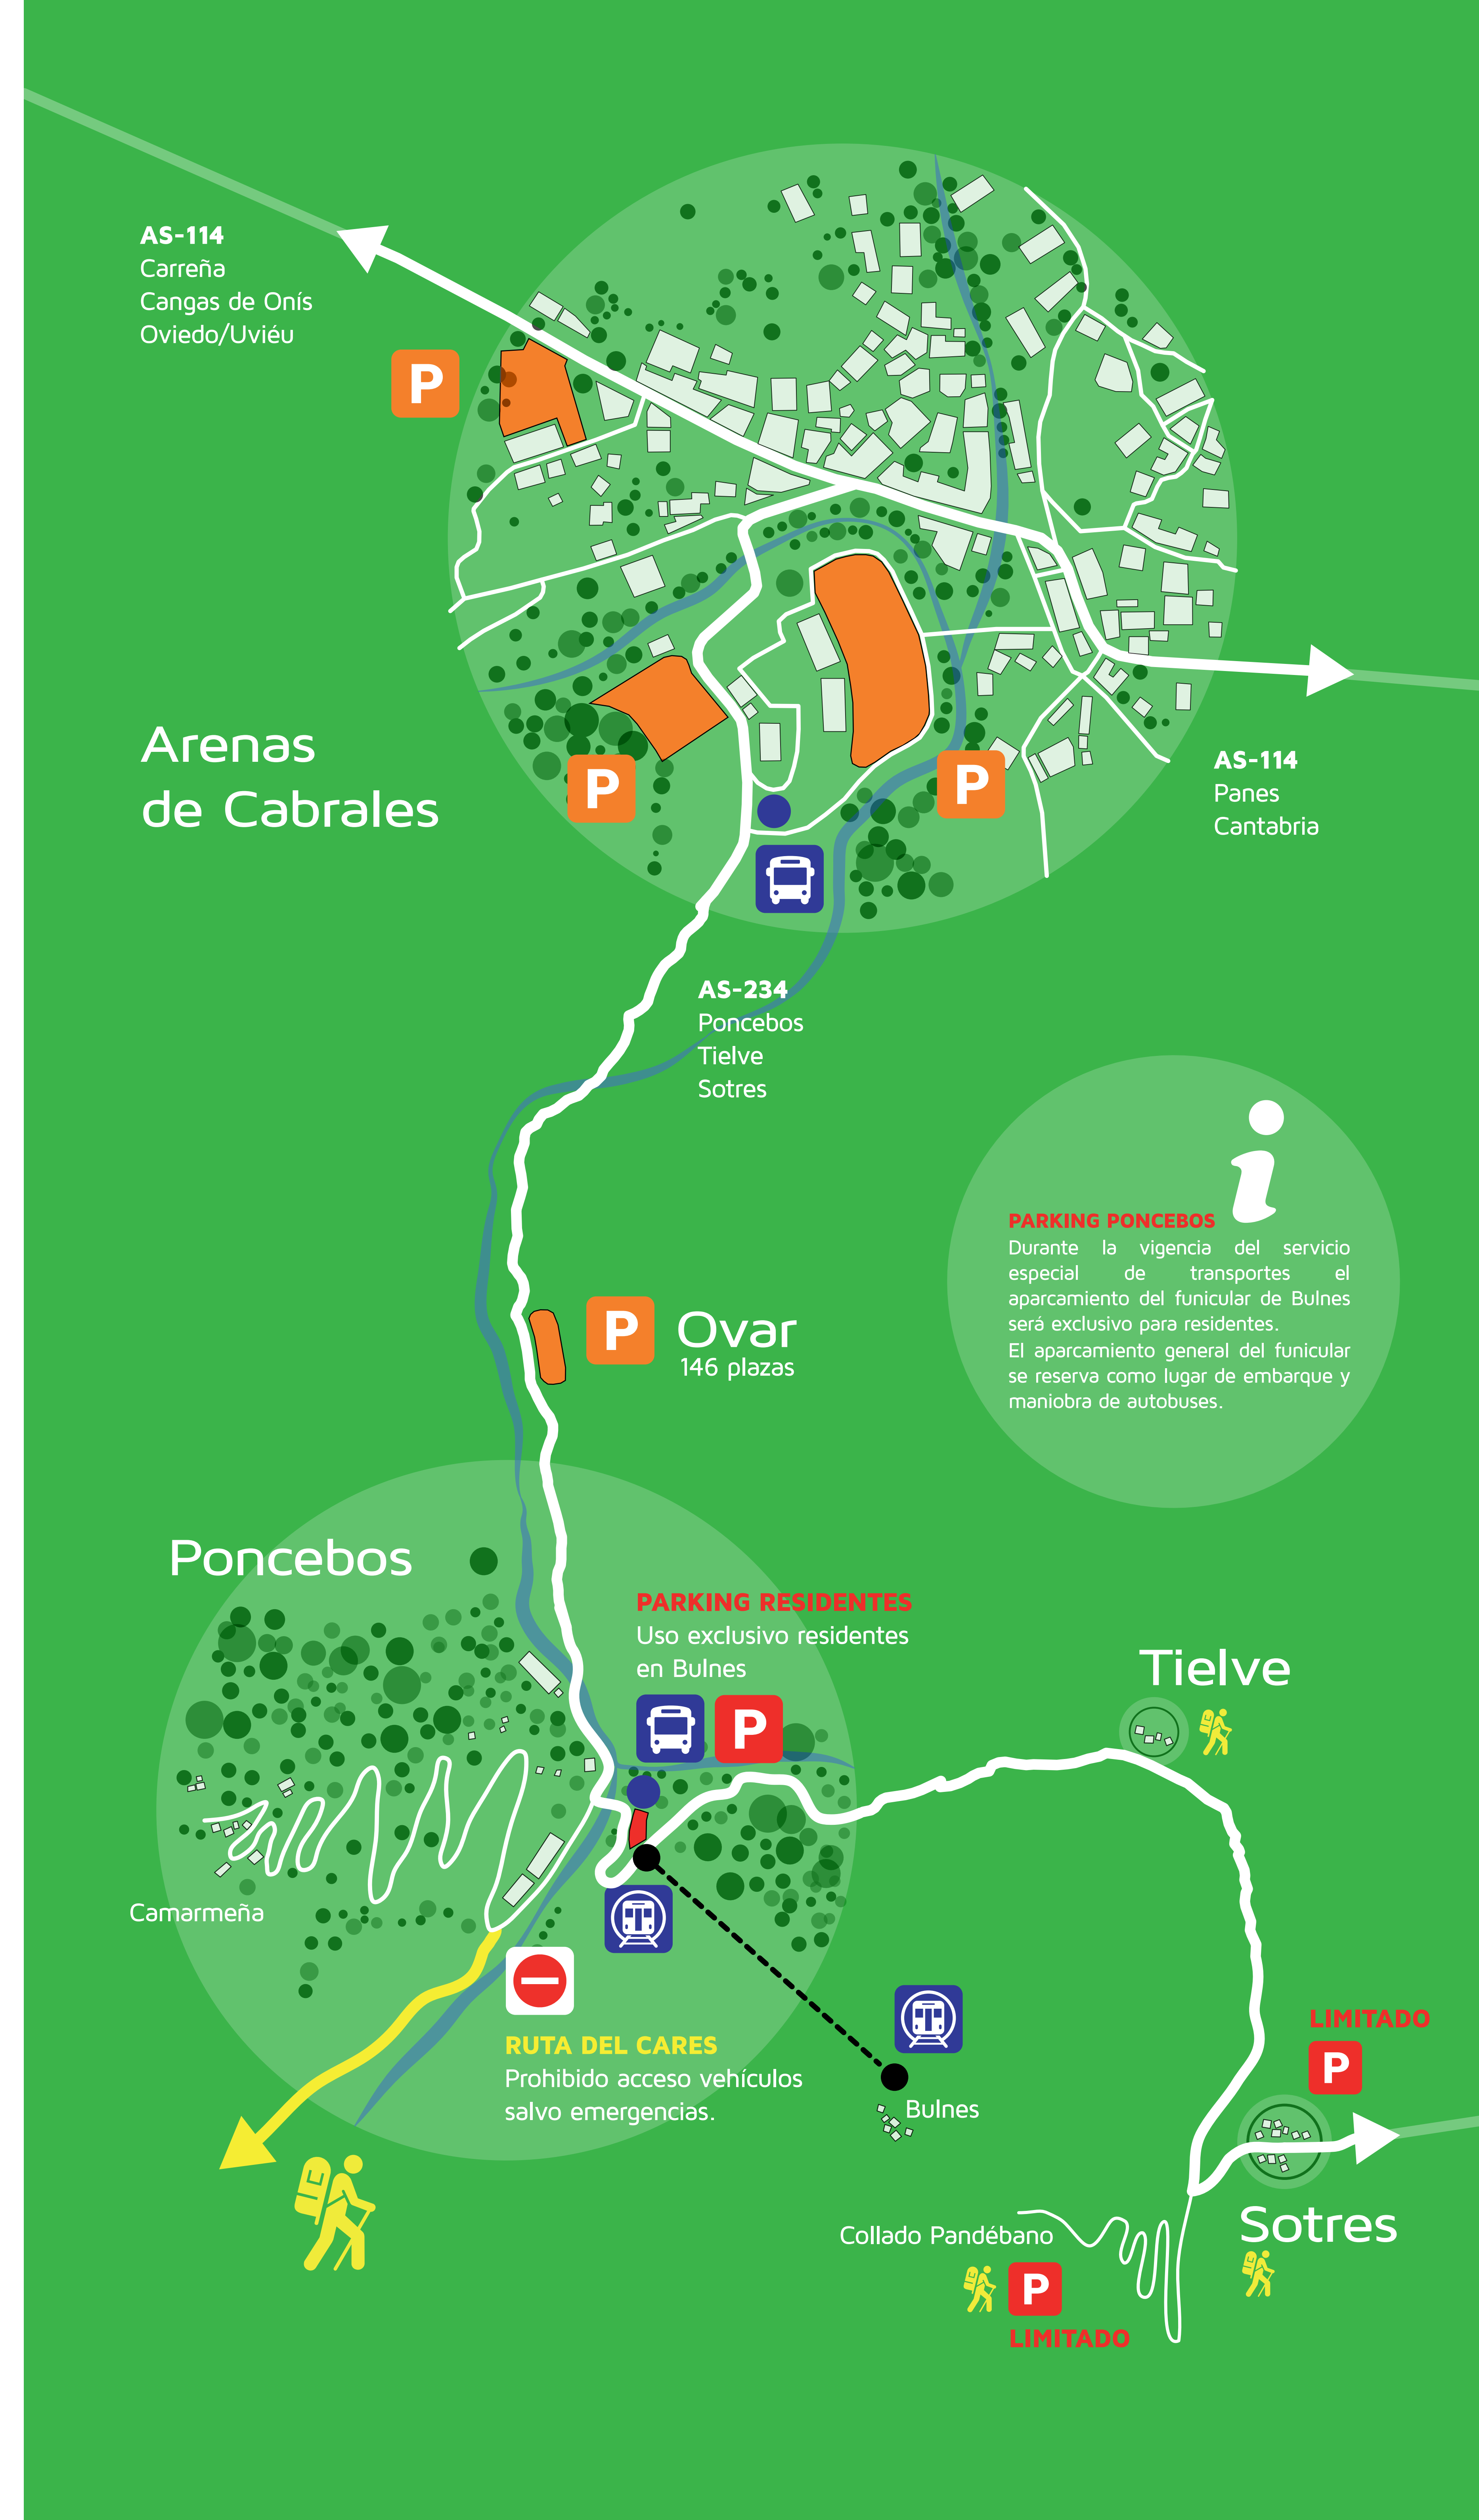 AS-114
Carreña
Cangas de Onís
Oviedo/Uviéu
P
Arenas
de Cabrales
P
P
AS-114
Panes
Cantabria
AS-234
Poncebos
Tielve
Sotres
i
PARKING PONCEBOS
Durante la vigencia del servicio
especial de transportes el
aparcamiento del funicular de Bulnes
será exclusivo para residentes.
El aparcamiento general del funicular
se reserva como lugar de embarque y
maniobra de autobuses.
P
Ovar
146 plazas
Poncebos
PARKING RESIDENTES
Uso exclusivo residentes
en Bulnes
P
Tielve
Camarmeña
RUTA DEL CARES
Prohibido acceso vehículos
salvo emergencias.
Bulnes
LIMITADO
P
Sotres
Collado Pandébano
P
LIMITADO